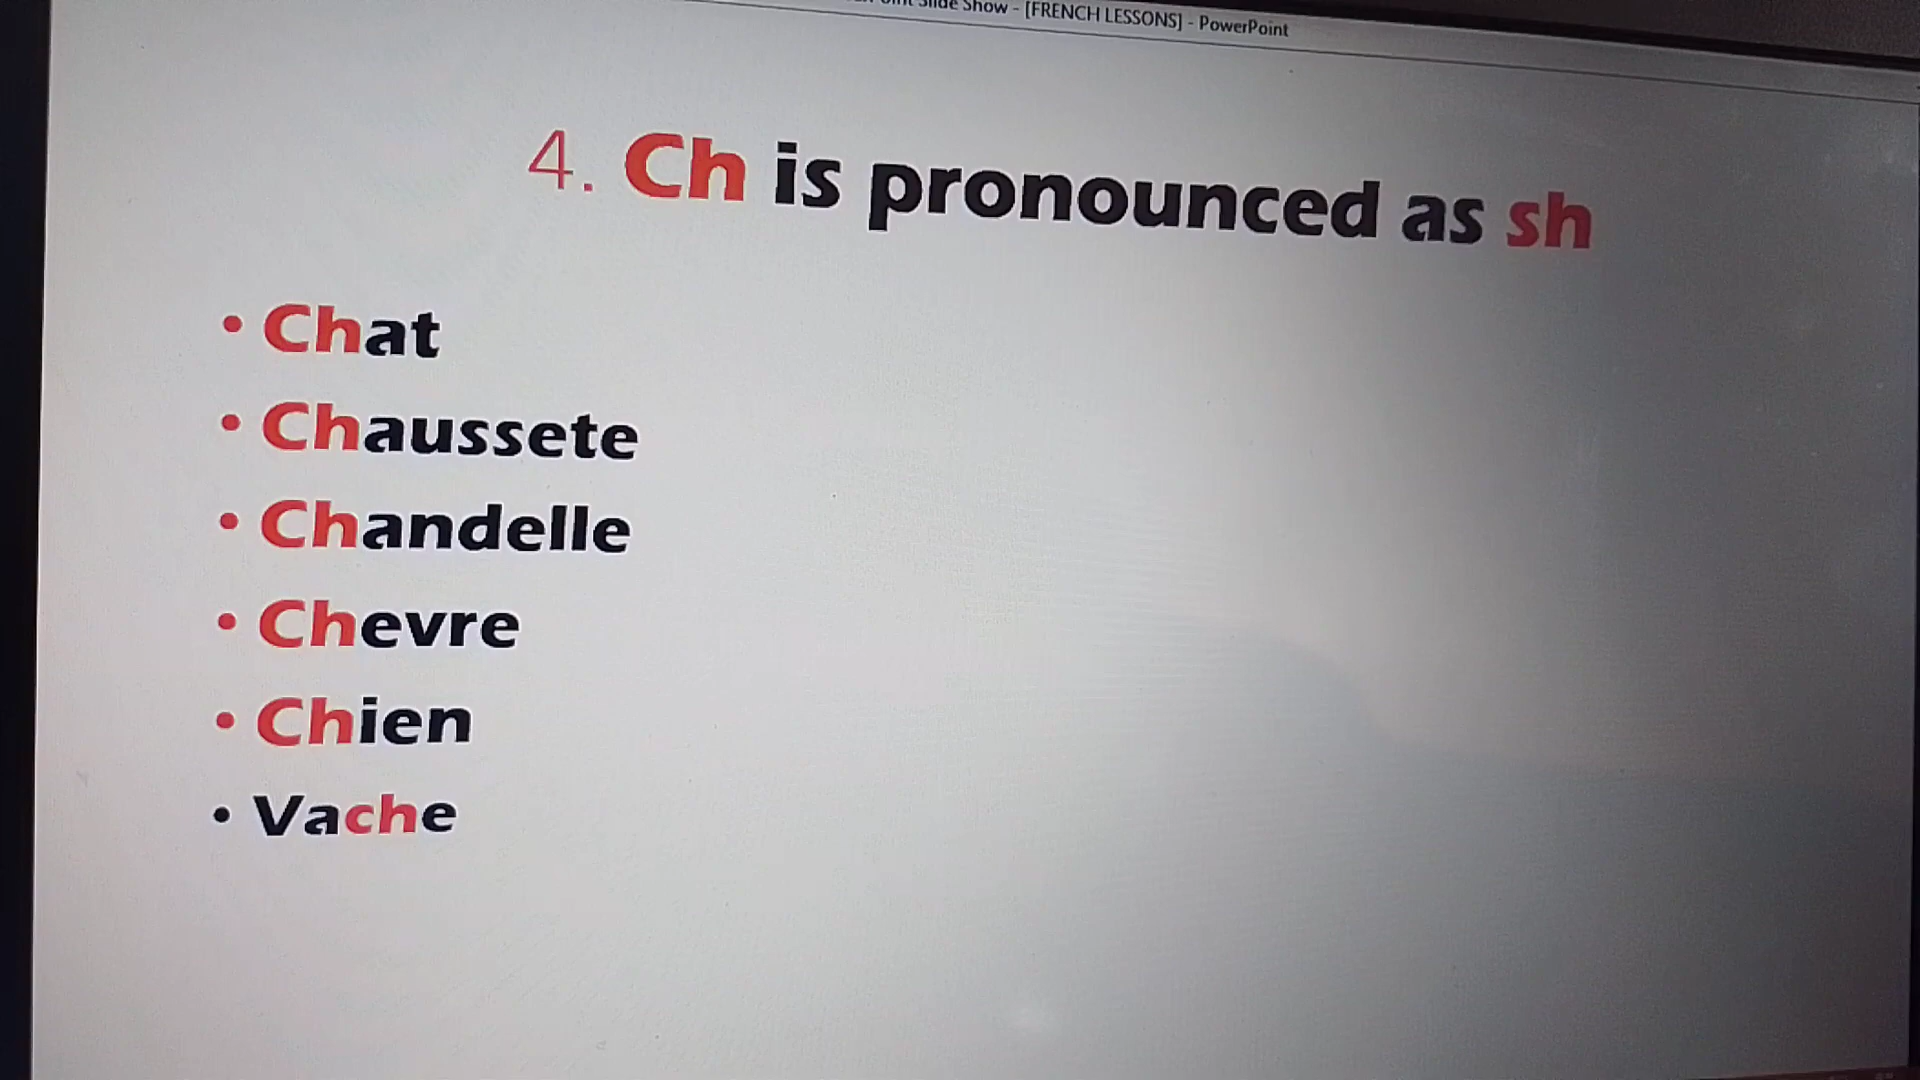 Slide Show - [FRENCH LESSONS] - PowerPoint
4. Ch is pronounced as sh
• Chat
• Chaussete
• Chandelle
• Chevre
• Chien
• Vache